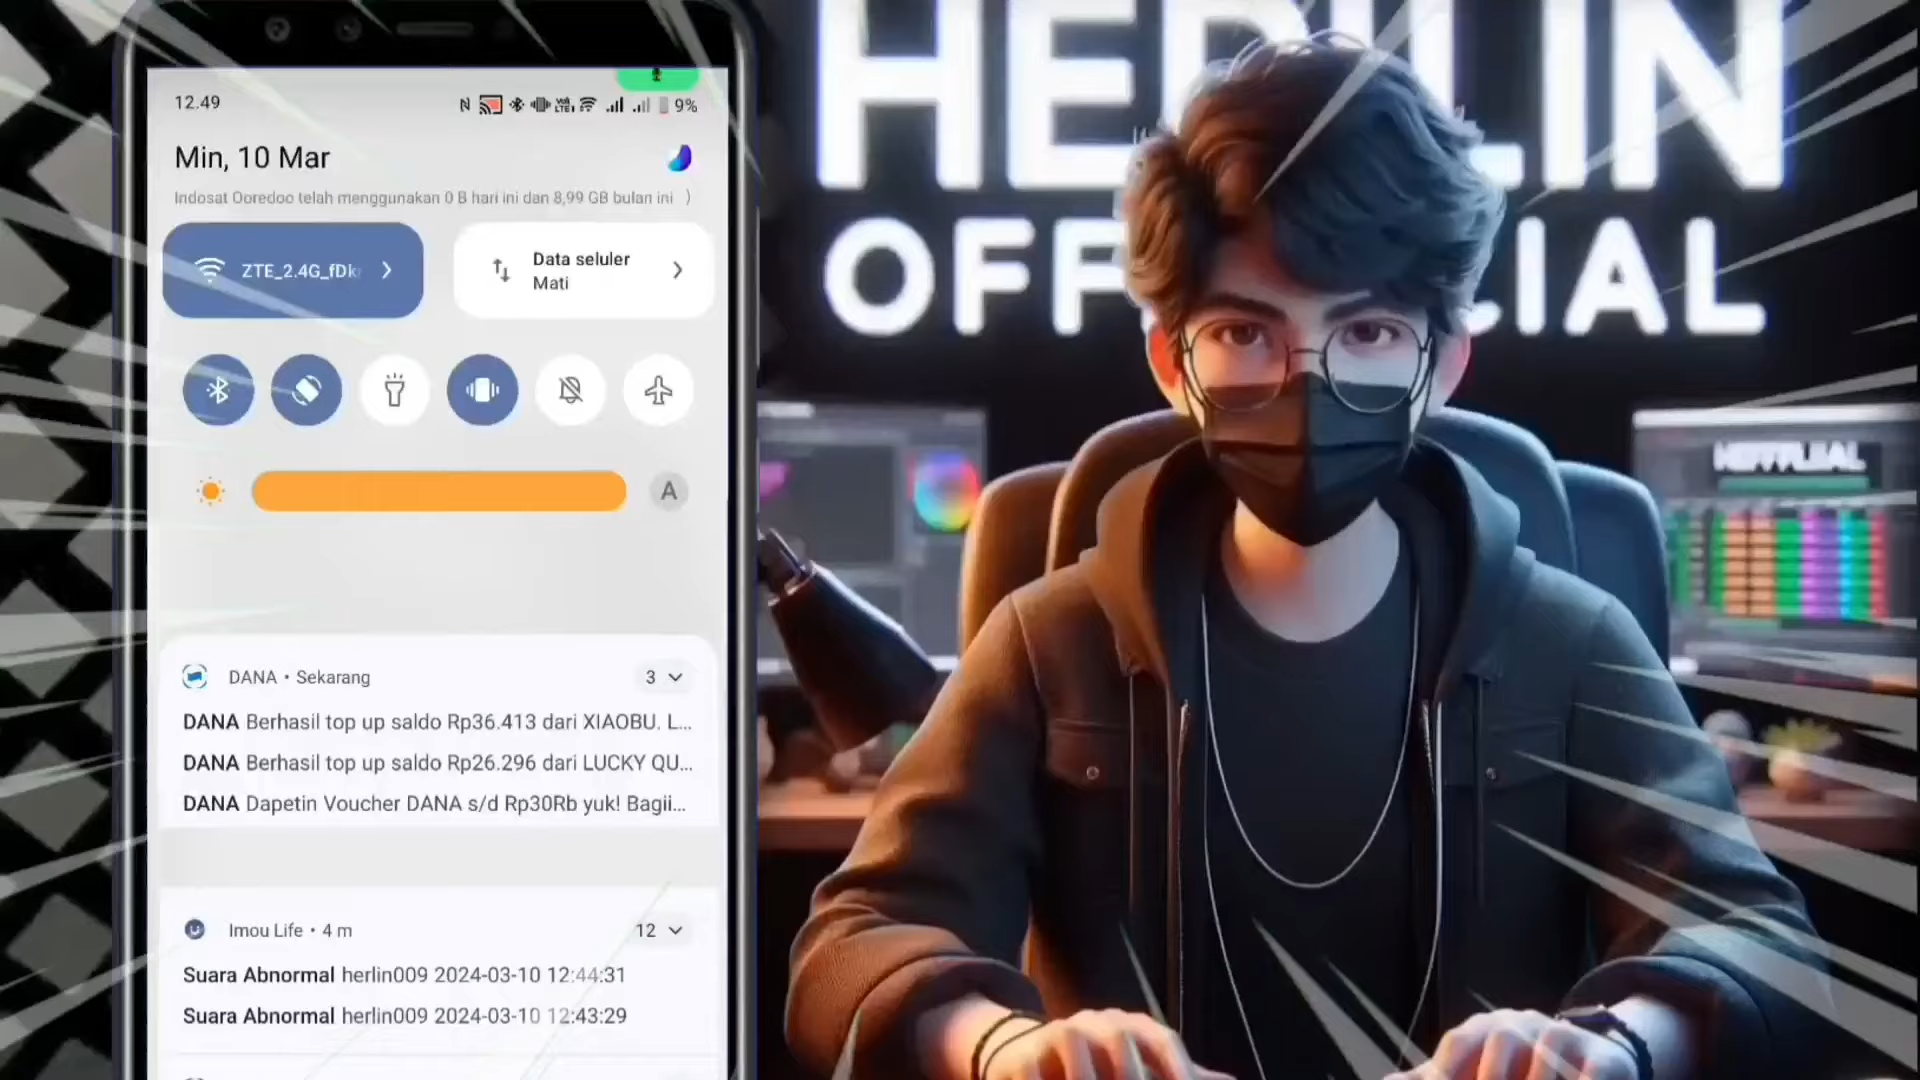 12.49
9%
Min, 10 Mar
Indosat Ooredoo telah menggunakan 0 B hari ini dan 8,99 GB bulan ini
ZTE_2.4G_fDk
Data seluler
Mati
A
DANA • Sekarang
3
DANA Berhasil top up saldo Rp36.413 dari XIAOBU. L...
DANA Berhasil top up saldo Rp26.296 dari LUCKY QU...
DANA Dapetin Voucher DANA s/d Rp30Rb yuk! Bagii...
Imou Life • 4 m
12
Suara Abnormal herlin009 2024-03-10 12:44:31
Suara Abnormal herlin009 2024-03-10 12:43:29
HERLIN
OFFICIAL